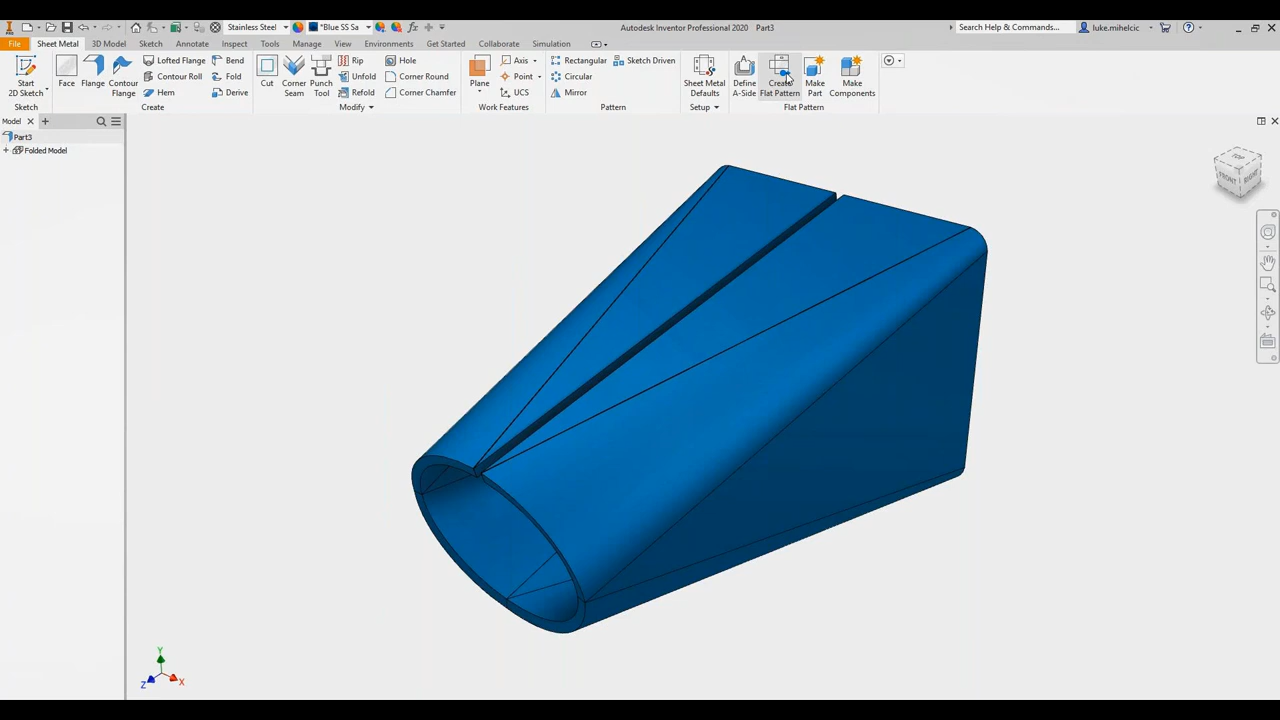 Stainless Steel
*Blue SS Sa
Autodesk Inventor Professional 2020 Part3
Search Help & Commands...
luke.mihelcic
File
Sheet Metal
3D Model
Sketch
Annotate
Inspect
Tools
Manage
View
Environments
Get Started
Collaborate
Simulation
Start
2D Sketch
Face
Flange
Contour
Flange
Lofted Flange
Contour Roll
Hem
Bend
Fold
Derive
Cut
Corner
Seam
Punch
Tool
Rip
Unfold
Refold
Hole
Corner Round
Corner Chamfer
Plane
Axis
Point
UCS
Rectangular
Circular
Mirror
Sketch Driven
Sheet Metal
Defaults
Define
A-Side
Create
Flat Pattern
Make
Part
Make
Components
Sketch
Create
Modify
Work Features
Pattern
Setup
Flat Pattern
Model
Part3
Folded Model
TOP
FRONT
RIGHT
Y
Z
X